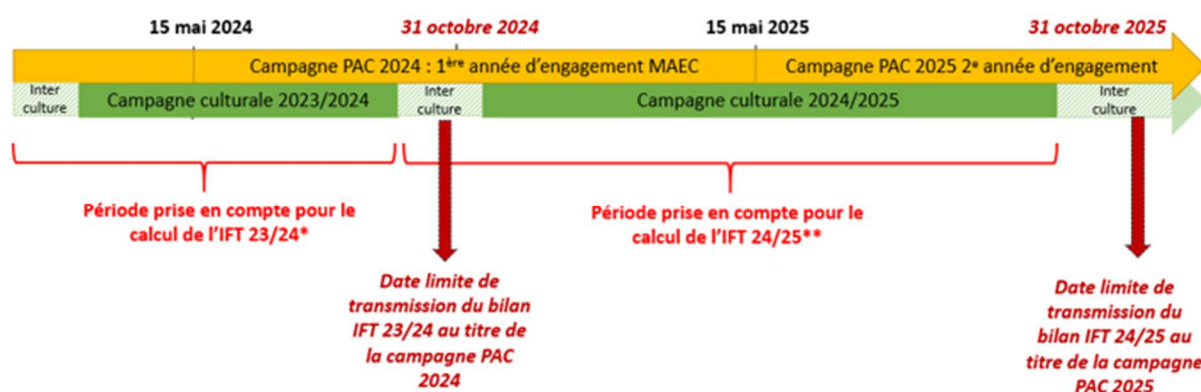 15 mai 2024
31 octobre 2024
15 mai 2025
31 octobre 2025
Campagne PAC 2024 : 1ère année d’engagement MAEC
Campagne PAC 2025 2e année d’engagement
Inter
culture
Campagne culturale 2023/2024
Inter
culture
Campagne culturale 2024/2025
Inter
culture
Période prise en compte pour le
calcul de l’IFT 23/24*
Période prise en compte pour le
calcul de l’IFT 24/25**
Date limite de
transmission du bilan
IFT 23/24 au titre de
la campagne PAC
2024
Date limite de
transmission du
bilan IFT 24/25 au
titre de la campagne
PAC 2025